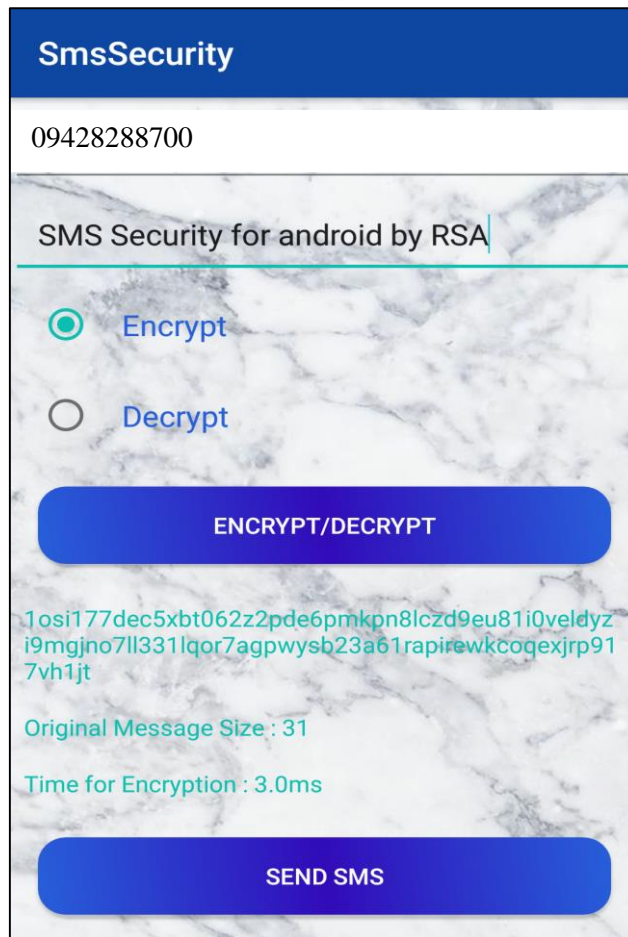 SmsSecurity
09428288700
SMS Security for android by RSA
Encrypt
Decrypt
ENCRYPT/DECRYPT
1osi177dec5xbt062z2pde6pmkpn8lczd9eu81i0veldyz
i9mgjno7ll331lqor7agpwysb23a61rapirewkcoqexjrp91
7vh1jt
Original Message Size : 31
Time for Encryption : 3.0ms
SEND SMS